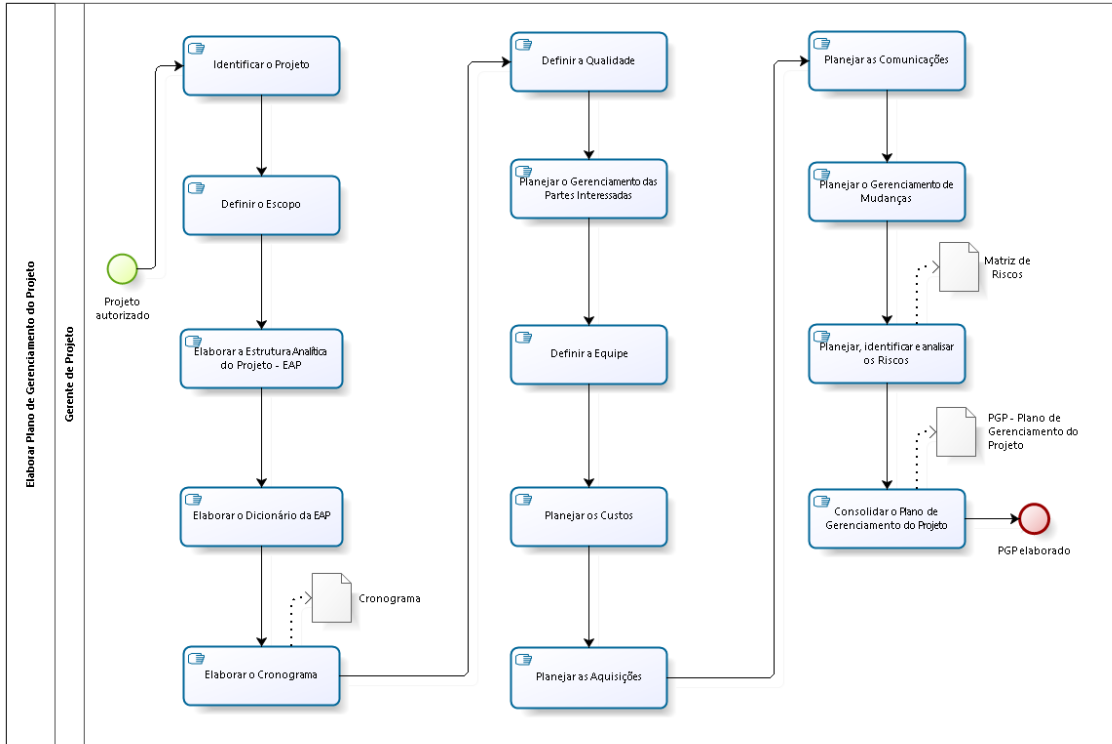 Elaborar Plano de Gerenciamento do Projeto
Gerente de Projeto
Projeto
autorizado
Identificar o Projeto
Definir o Escopo
Elaborar a Estrutura Analítica
do Projeto - EAP
Elaborar o Dicionário da EAP
Elaborar o Cronograma
Cronograma
Definir a Qualidade
Planejar o Gerenciamento das
Partes Interessadas
Definir a Equipe
Planejar os Custos
Planejar as Aquisições
Planejar as Comunicações
Planejar o Gerenciamento de
Mudanças
Planejar, identificar e analisar
os Riscos
Matriz de
Riscos
Consolidar o Plano de
Gerenciamento do Projeto
PGP - Plano de
Gerenciamento do
Projeto
PGP elaborado